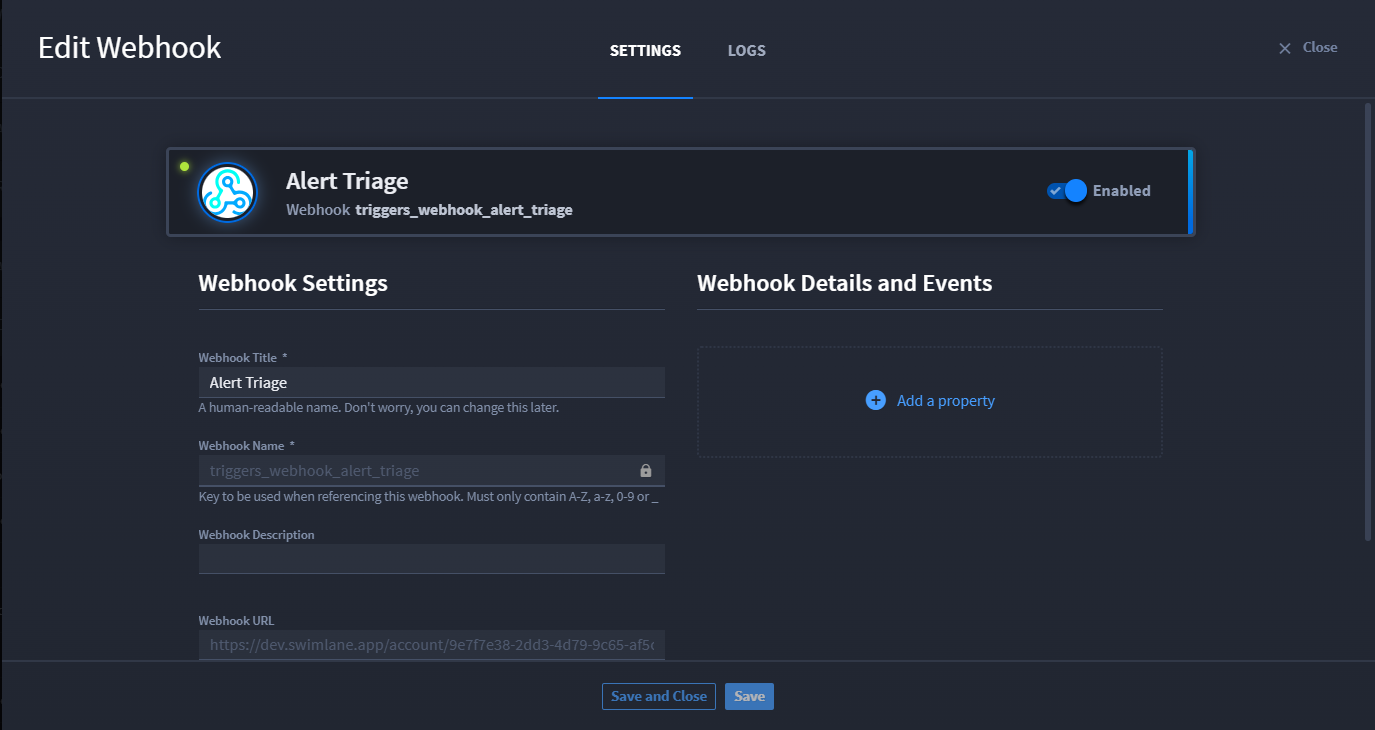 Edit Webhook
SETTINGS
LOGS
Close
Alert Triage
Webhook triggers_webhook_alert_triage
Enabled
Webhook Settings
Webhook Details and Events
Webhook Title *
Alert Triage
A human-readable name. Don't worry, you can change this later.
Add a property
Webhook Name *
triggers_webhook_alert_triage
Key to be used when referencing this webhook. Must only contain A-Z, a-z, 0-9 or _
Webhook Description
Webhook URL
https://dev.swimlane.app/account/9e7f7e38-2dd3-4d79-9c65-af5c
Save and Close
Save